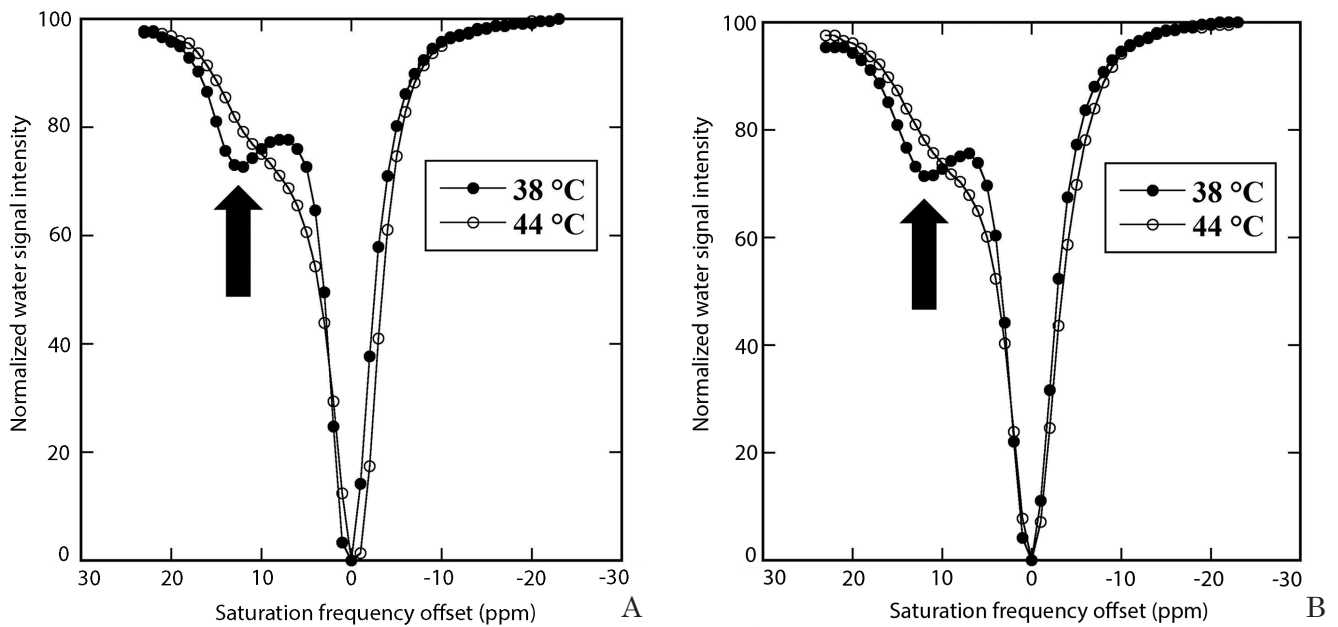 100
80
60
40
20
0
Normalized water signal intensity
38 °C
44 °C
30 20 10 0 -10 -20 -30
Saturation frequency offset (ppm)
A
100
80
60
40
20
0
Normalized water signal intensity
38 °C
44 °C
30 20 10 0 -10 -20 -30
Saturation frequency offset (ppm)
B